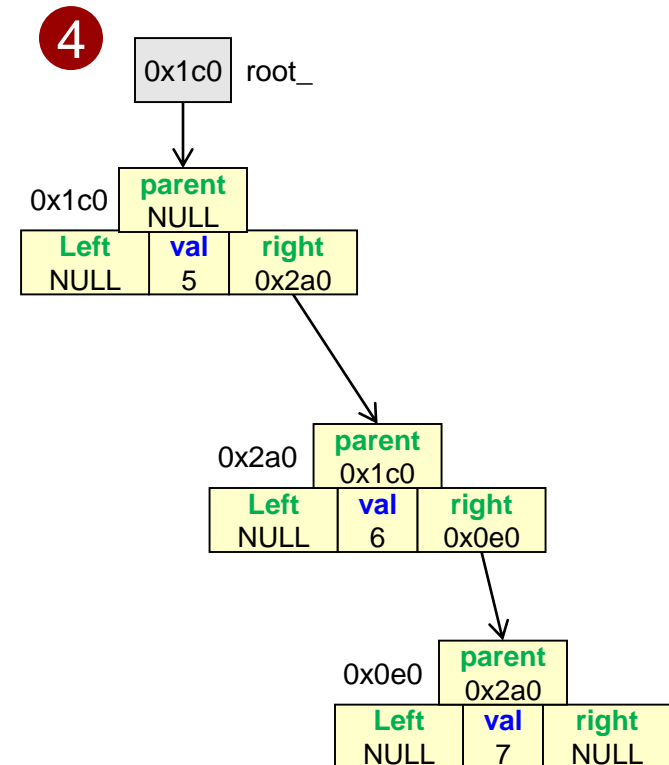 4
0x1c0 root_
0x1c0
parent
NULL
Left val right
NULL 5 0x2a0
0x2a0
parent
0x1c0
Left val right
NULL 6 0x0e0
0x0e0
parent
0x2a0
Left val right
NULL 7 NULL